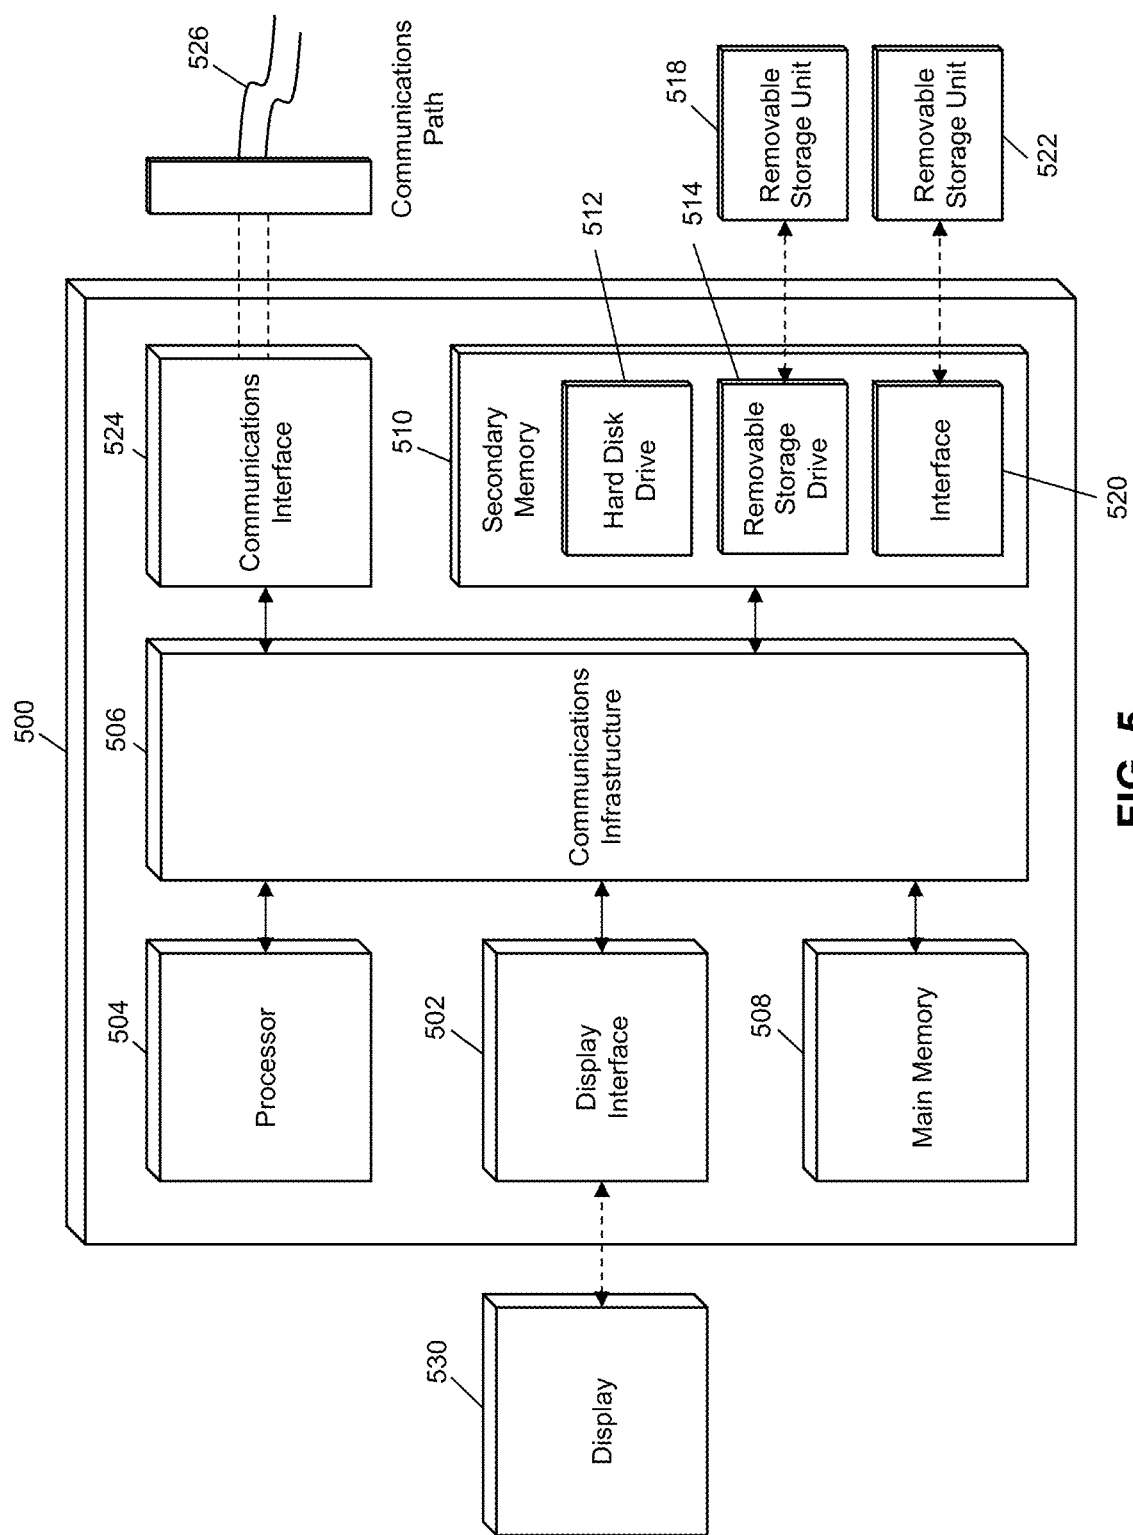 500
504
Processor
506
524
Communications
Interface
526
Communications
Path
530
Display
502
Display
Interface
Communications
Infrastructure
508
Main Memory
510
Secondary
Memory
512
Hard Disk
Drive
514
Removable
Storage
Drive
518
Removable
Storage Unit
Interface
520
Removable
Storage Unit
522
FIG. 5